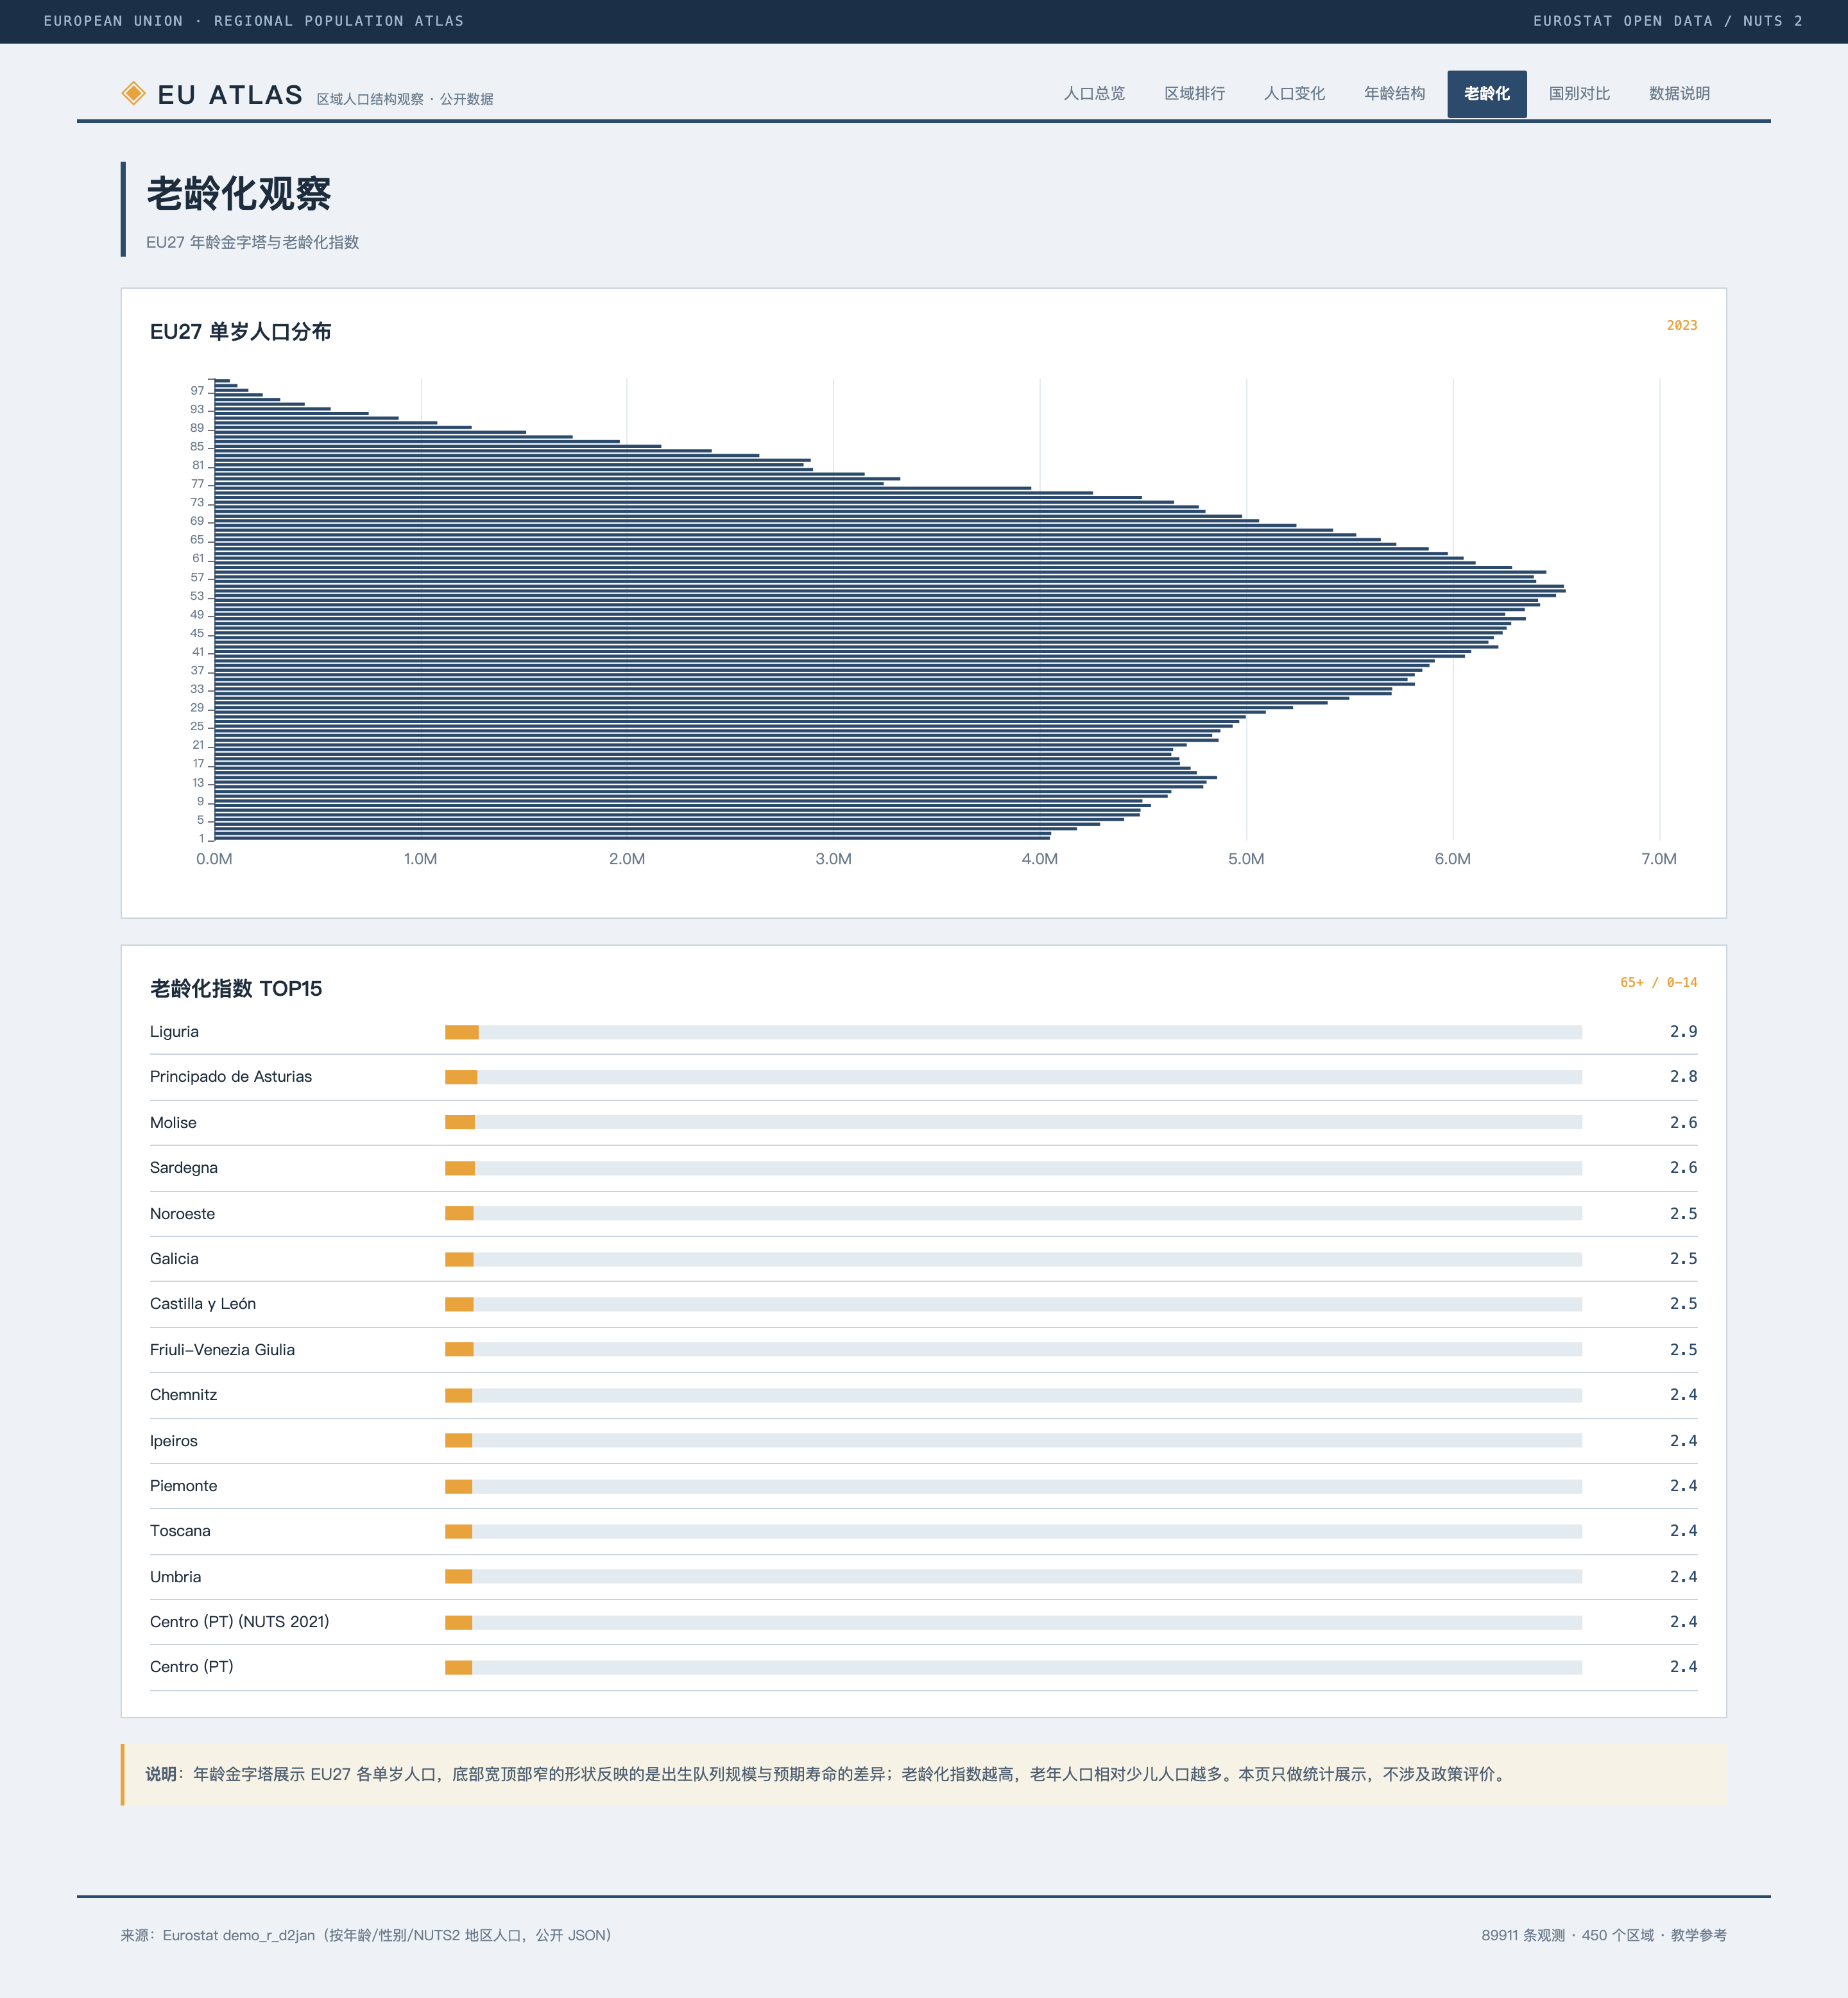 EUROPEAN UNION · REGIONAL POPULATION ATLAS
EUROSTAT OPEN DATA / NUTS 2
EU ATLAS
区域人口结构观察 · 公开数据
人口总览
区域排行
人口变化
年龄结构
老龄化
国别对比
数据说明
老龄化观察
EU27 年龄金字塔与老龄化指数
EU27 单岁人口分布
2023
97
93
89
85
81
77
73
69
65
61
57
53
49
45
41
37
33
29
25
21
17
13
9
5
1
0.0M
1.0M
2.0M
3.0M
4.0M
5.0M
6.0M
7.0M
老龄化指数 TOP15
65+ / 0-14
Liguria 2.9
Principado de Asturias 2.8
Molise 2.6
Sardegna 2.6
Noroeste 2.5
Galicia 2.5
Castilla y León 2.5
Friuli-Venezia Giulia 2.5
Chemnitz 2.4
Ipeiros 2.4
Piemonte 2.4
Toscana 2.4
Umbria 2.4
Centro (PT) (NUTS 2021) 2.4
Centro (PT) 2.4
说明：年龄金字塔展示 EU27 各单岁人口，底部宽顶部窄的形状反映的是出生队列规模与预期寿命的差异；老龄化指数越高，老年人口相对少儿人口越多。本页只做统计展示，不涉及政策评价。
来源：Eurostat demo_r_d2jan（按年龄/性别/NUTS2 地区人口，公开 JSON）
89911 条观测 · 450 个区域 · 教学参考